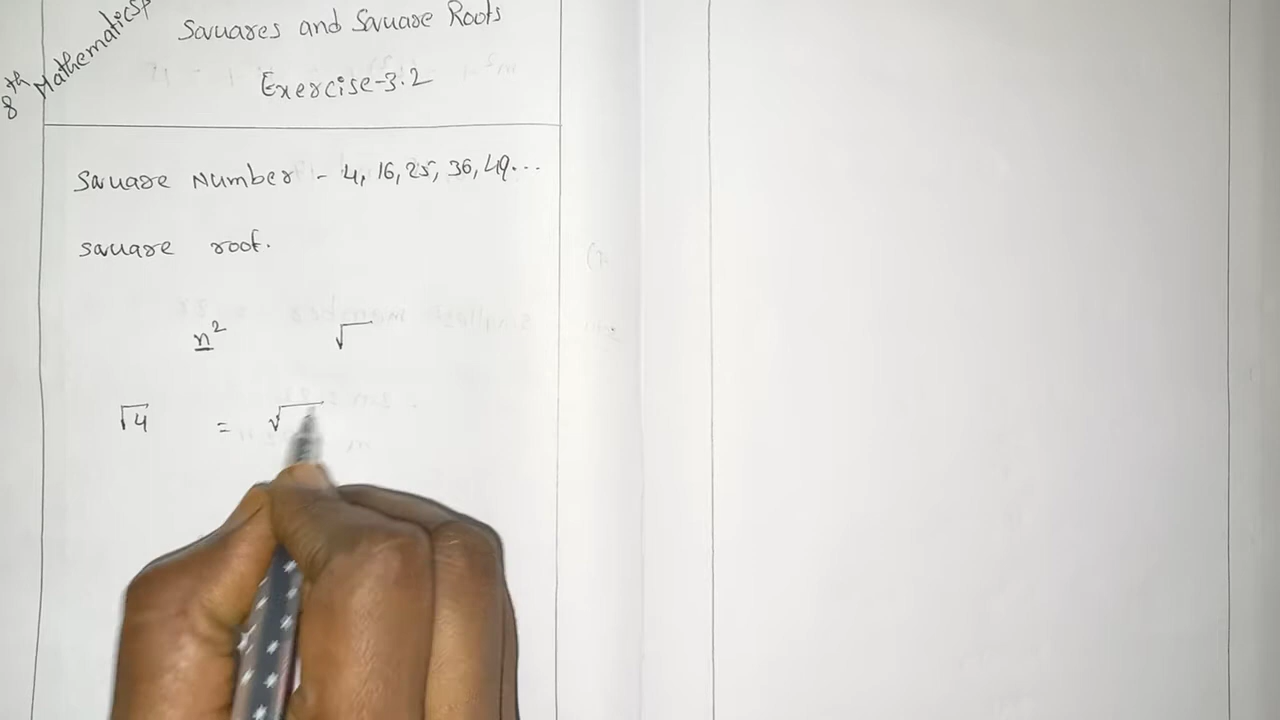 8th Mathematics
Squares and Square Roots
Exercise-3.2
Square Number - 4, 16, 25, 36, 49...
square root.
n² √
√4 = √